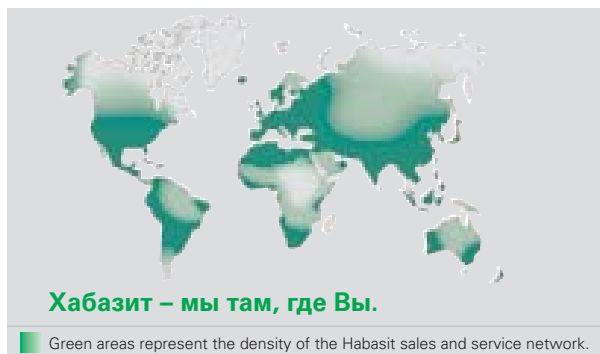 Хабазит – мы там, где Вы.
Green areas represent the density of the Habasit sales and service network.